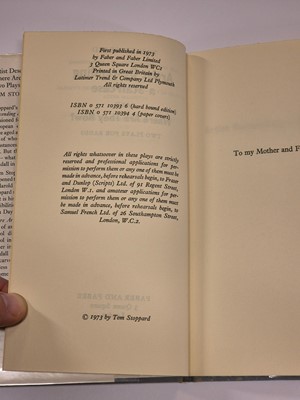 First published in 1973
by Faber and Faber Limited
3 Queen Square London WC1
Printed in Great Britain by
Latimer Trend & Company Ltd Plymouth
All rights reserved
ISBN 0 571 10393 6 (hard bound edition)
ISBN 0 571 10394 4 (paper covers)
All rights whatsoever in these plays are strictly
reserved and professional applications for per-
mission to perform them or any one of them must
be made in advance, before rehearsals begin, to Fraser
and Dunlop (Scripts) Ltd. of 91 Regent Street,
London W.1. and amateur applications for per-
mission to perform them or any one of them must
be made in advance, before rehearsals begin, to
Samuel French Ltd. of 26 Southampton Street,
London, W.C.2.
© 1973 by Tom Stoppard
To my Mother and F